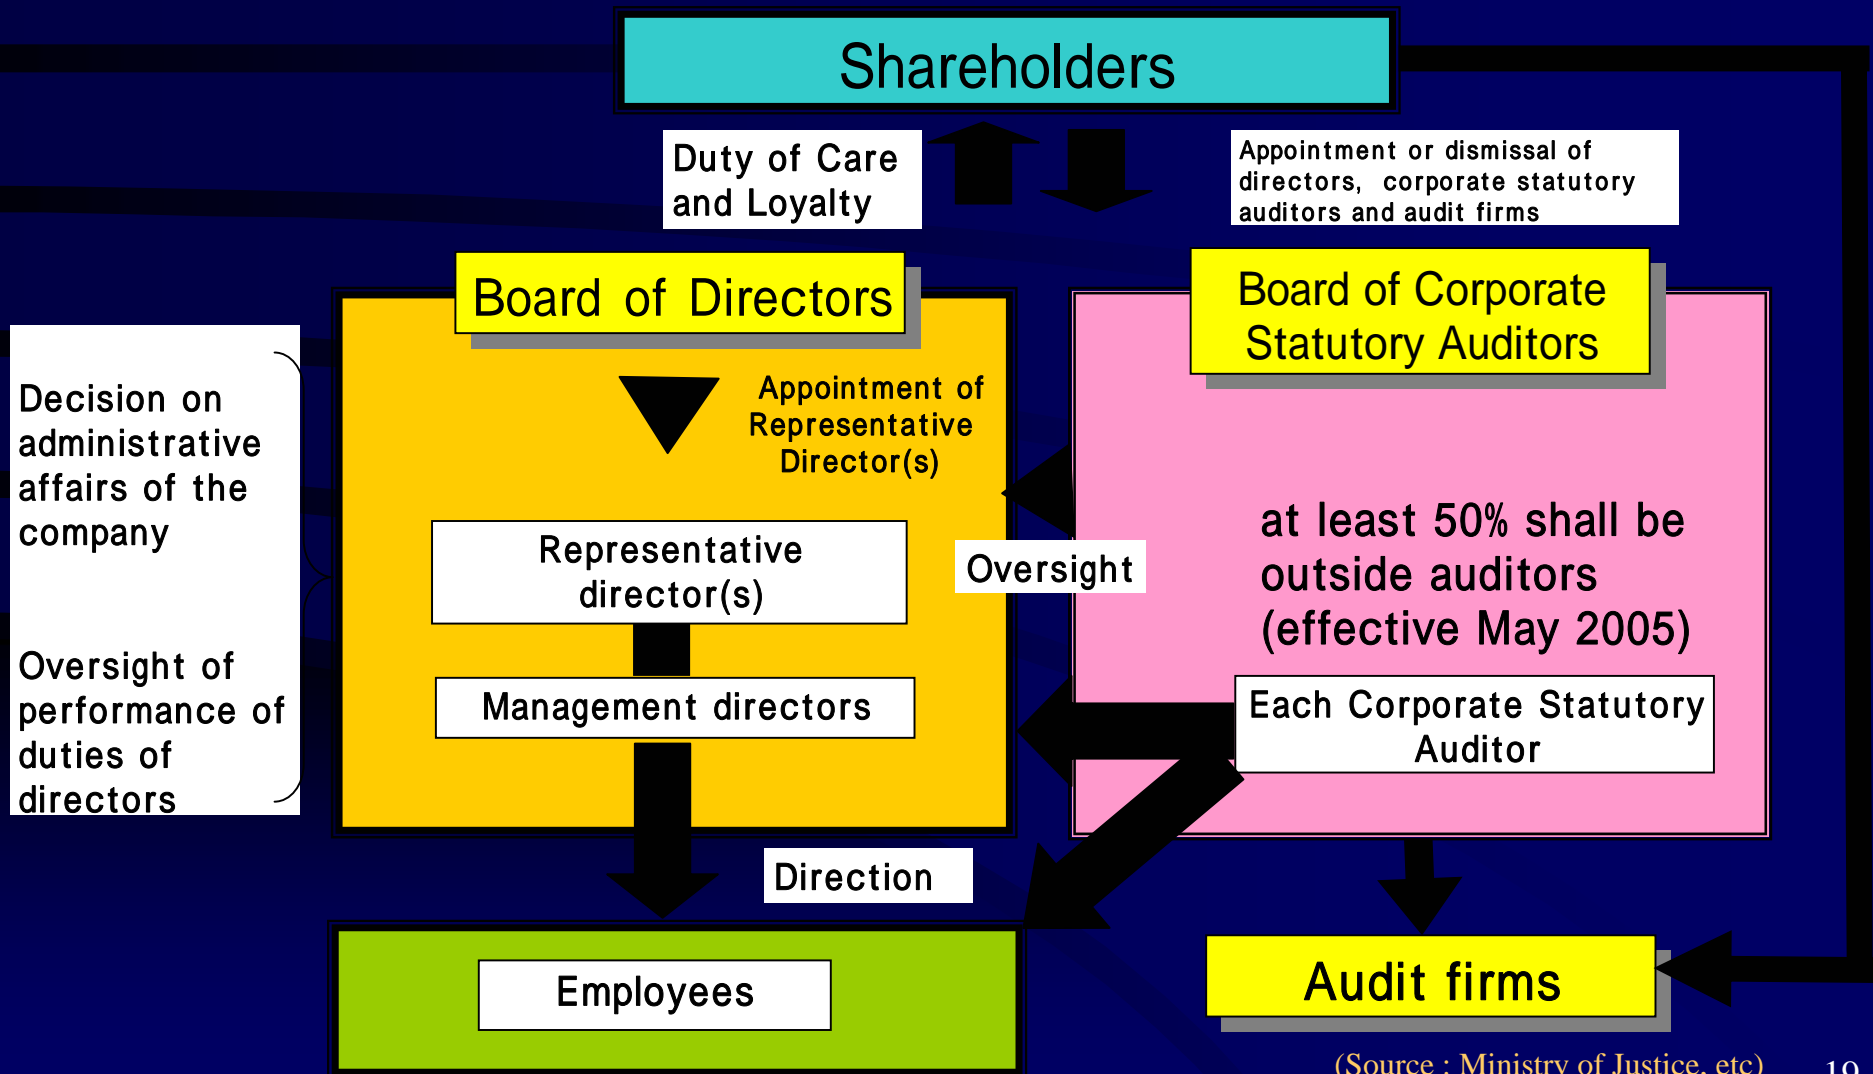 Shareholders
Duty of Care
and Loyalty
Appointment or dismissal of
directors, corporate statutory
auditors and audit firms
Board of Directors
Board of Corporate
Statutory Auditors
Decision on
administrative
affairs of the
company
Oversight of
performance of
duties of
directors
Appointment of
Representative
Director(s)
Representative
director(s)
Management directors
Oversight
at least 50% shall be
outside auditors
(effective May 2005)
Each Corporate Statutory
Auditor
Direction
Employees
Audit firms
(Source : Ministry of Justice, etc)
19